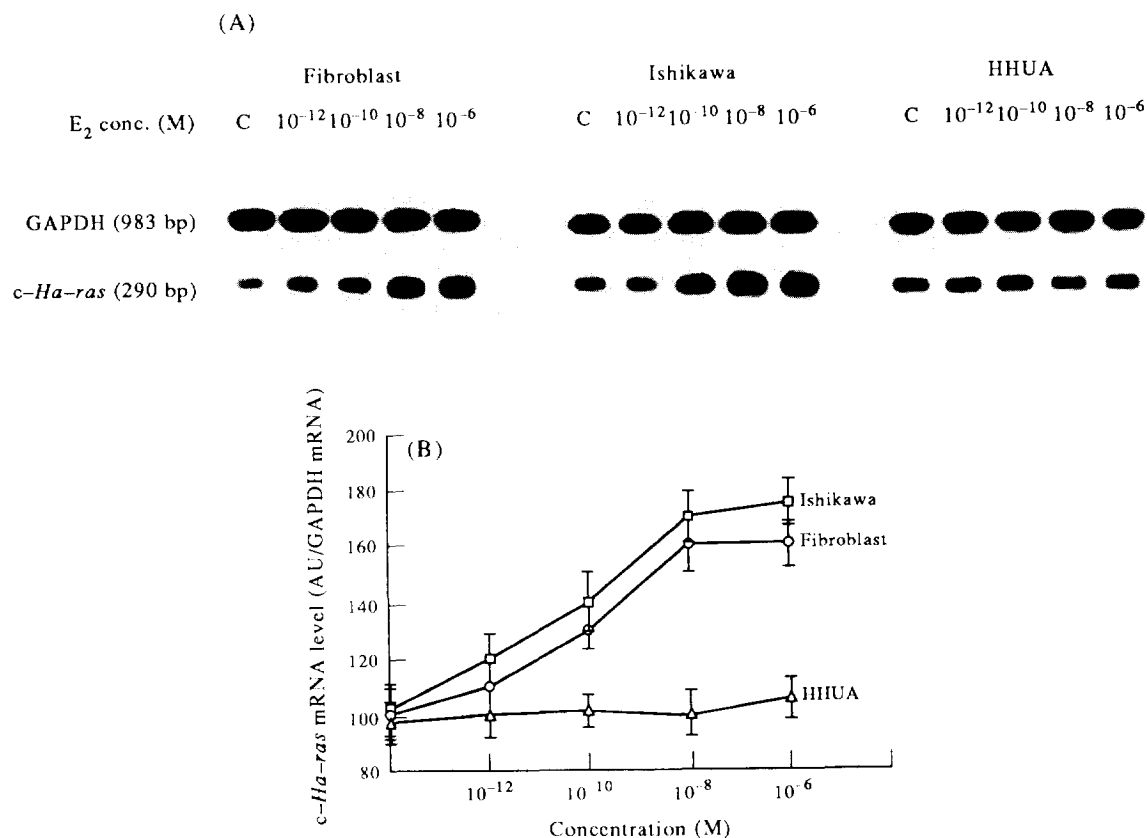 (A)
Fibroblast Ishikawa HHUA
E₂ conc. (M) C 10⁻¹² 10⁻¹⁰ 10⁻⁸ 10⁻⁶ C 10⁻¹² 10⁻¹⁰ 10⁻⁸ 10⁻⁶ C 10⁻¹² 10⁻¹⁰ 10⁻⁸ 10⁻⁶
GAPDH (983 bp)
c–Ha–ras (290 bp)
c–Ha–ras mRNA level (AU/GAPDH mRNA)
(B)
200
180
160
140
120
100
80
Ishikawa
Fibroblast
HHUA
10⁻¹² 10⁻¹⁰ 10⁻⁸ 10⁻⁶
Concentration (M)